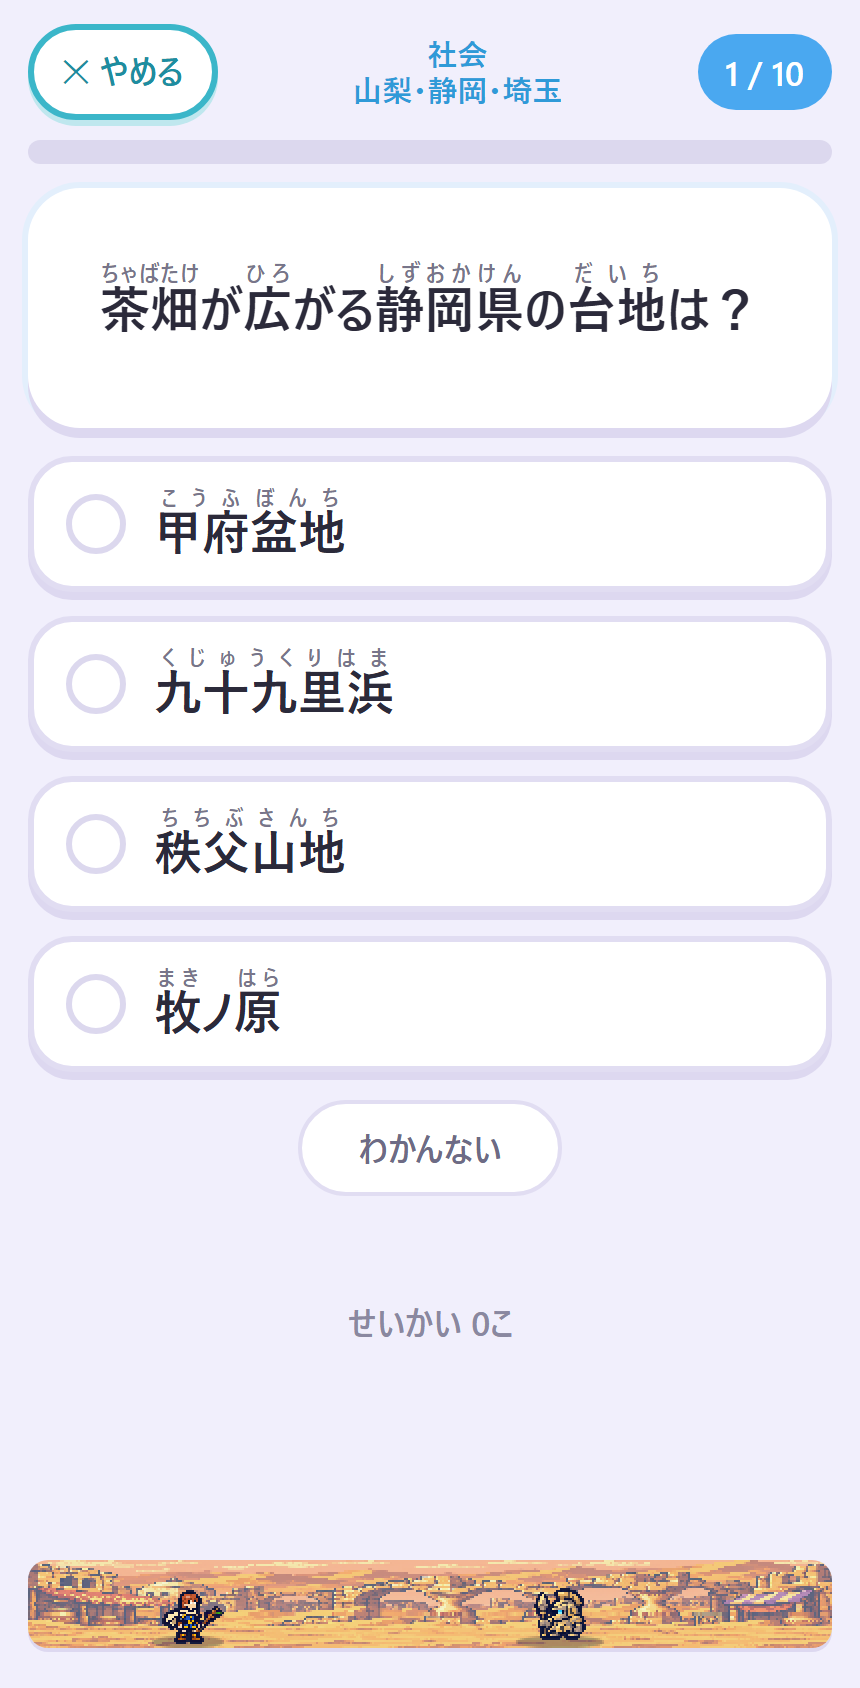 × やめる
社会
山梨・静岡・埼玉
1 / 10
ちゃばたけ ひろ しずおかけん だいち
茶畑が広がる静岡県の台地は？
こうふぼんち
甲府盆地
くじゅうくりはま
九十九里浜
ちちぶさんち
秩父山地
まき はら
牧ノ原
わかんない
せいかい 0こ